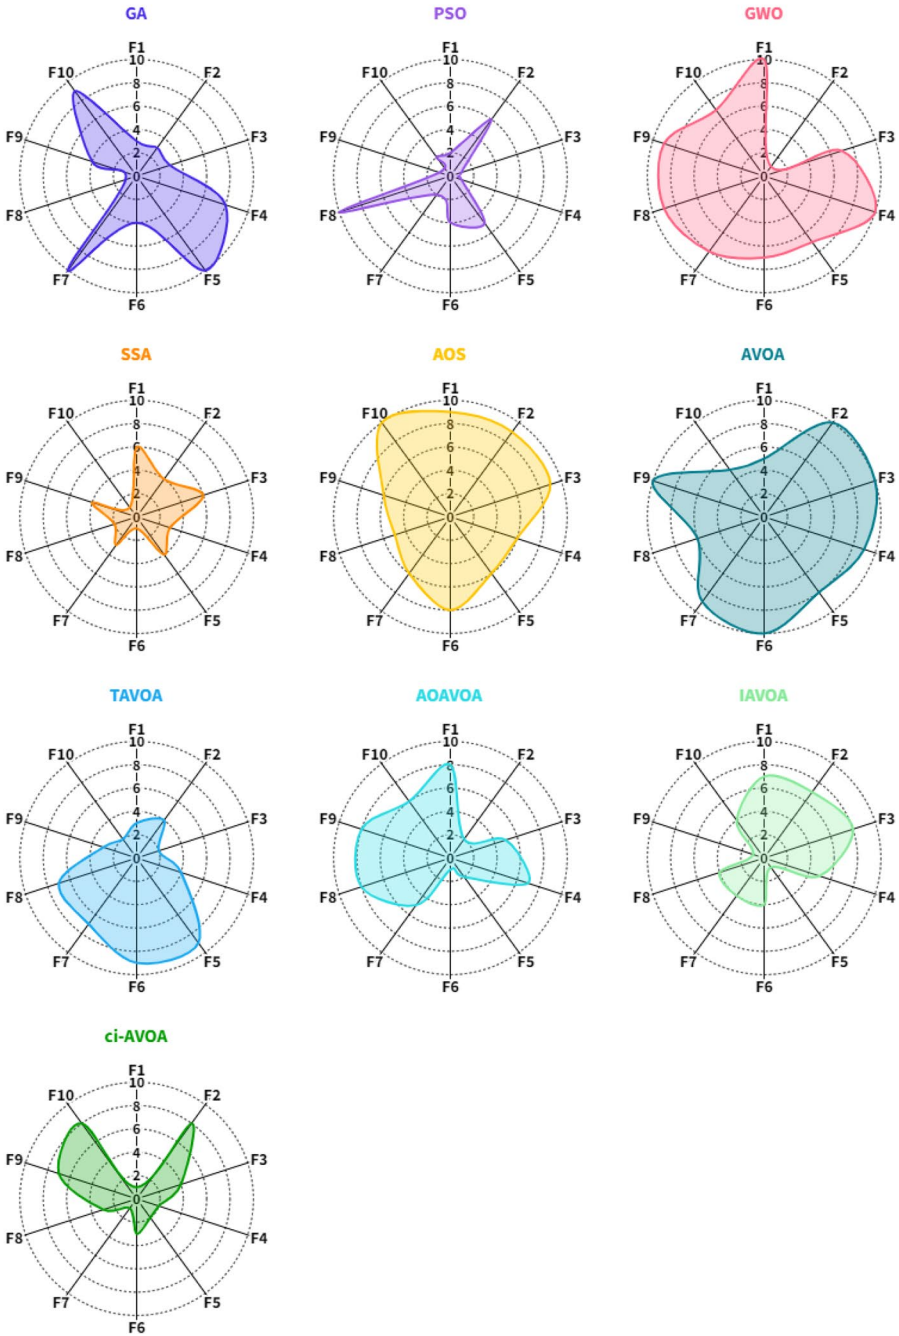 GA PSO GWO
F1 F1 F1
10 10 10
F10 F2 F10 F2 F10 F2
8 8 8
6 6 6
F9 F3 F9 F3 F9 F3
4 4 4
2 2 2
0 0 0
F8 F4 F8 F4 F8 F4
F7 F5 F7 F5 F7 F5
F6 F6 F6
SSA AOS AVOA
F1 F1 F1
10 10 10
F10 F2 F10 F2 F10 F2
8 8 8
6 6 6
F9 F3 F9 F3 F9 F3
4 4 4
2 2 2
0 0 0
F8 F4 F8 F4 F8 F4
F7 F5 F7 F5 F7 F5
F6 F6 F6
TAVOA AOAVOA IAVOA
F1 F1 F1
10 10 10
F10 F2 F10 F2 F10 F2
8 8 8
6 6 6
F9 F3 F9 F3 F9 F3
4 4 4
2 2 2
0 0 0
F8 F4 F8 F4 F8 F4
F7 F5 F7 F5 F7 F5
F6 F6 F6
ci-AVOA
F1
10
F10 F2
8
6
F9 F3
4
2
0
F8 F4
F7 F5
F6